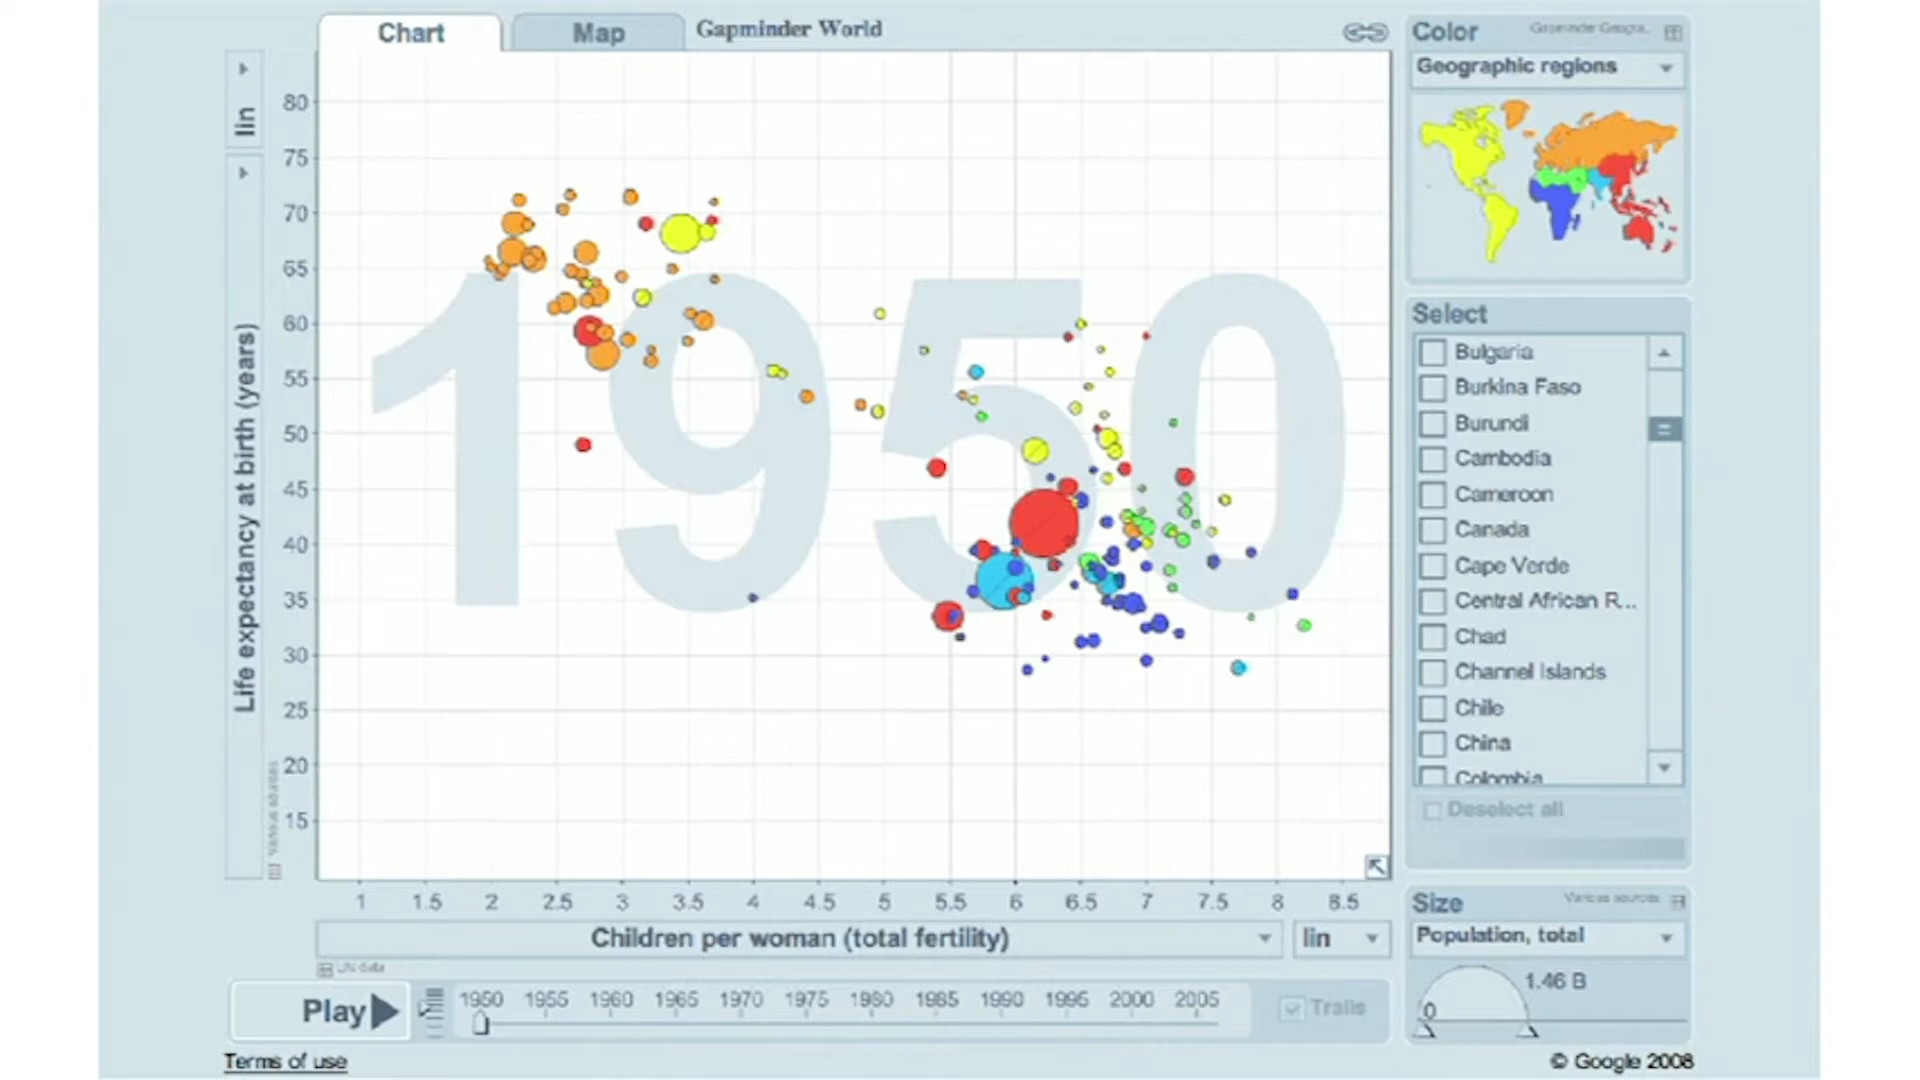 Chart
Map
Gapminder World
Color
Geographic regions
lin
Life expectancy at birth (years)
80
75
70
65
60
55
50
45
40
35
30
25
20
15
1950
Select
Bulgaria
Burkina Faso
Burundi
Cambodia
Cameroon
Canada
Cape Verde
Central African R...
Chad
Channel Islands
Chile
China
Colombia
Deselect all
1 1.5 2 2.5 3 3.5 4 4.5 5 5.5 6 6.5 7 7.5 8 8.5
Children per woman (total fertility)
lin
UN data
Size
Various sources
Population, total
1.46 B
0
Play
1950 1955 1960 1965 1970 1975 1980 1985 1990 1995 2000 2005
Trails
Terms of use
© Google 2008